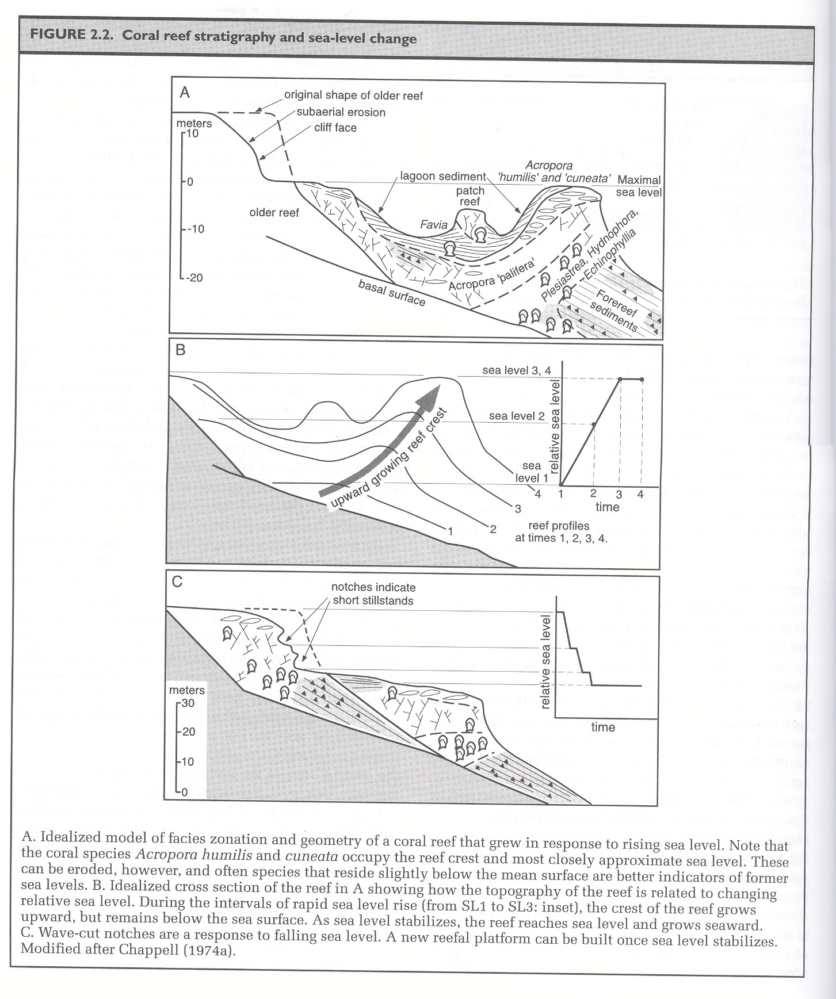 FIGURE 2.2. Coral reef stratigraphy and sea-level change
A
original shape of older reef
subaerial erosion
cliff face
meters
10
0
-10
-20
older reef
basal surface
lagoon sediment
Acropora
'humilis' and 'cuneata'
Maximal
sea level
patch
reef
Favia
Acropora 'palifera'
Plesiastrea, Hydnophora,
Echinophyllia
Forereef
sediments
B
sea level 3, 4
sea level 2
sea
level 1
relative sea level
upward growing reef crest
1
2
3
4
1 2 3 4
time
reef profiles
at times 1, 2, 3, 4.
C
notches indicate
short stillstands
relative sea level
time
meters
30
20
10
0
A. Idealized model of facies zonation and geometry of a coral reef that grew in response to rising sea level. Note that
the coral species Acropora humilis and cuneata occupy the reef crest and most closely approximate sea level. These
can be eroded, however, and often species that reside slightly below the mean surface are better indicators of former
sea levels. B. Idealized cross section of the reef in A showing how the topography of the reef is related to changing
relative sea level. During the intervals of rapid sea level rise (from SL1 to SL3: inset), the crest of the reef grows
upward, but remains below the sea surface. As sea level stabilizes, the reef reaches sea level and grows seaward.
C. Wave-cut notches are a response to falling sea level. A new reefal platform can be built once sea level stabilizes.
Modified after Chappell (1974a).